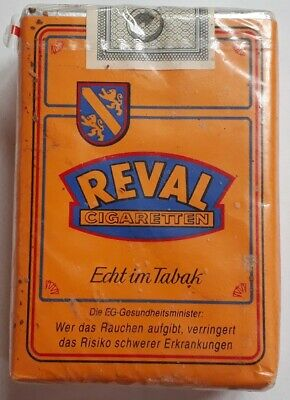 REVAL
CIGARETTEN
Echt im Tabak
Die EG-Gesundheitsminister:
Wer das Rauchen aufgibt, verringert
das Risiko schwerer Erkrankungen